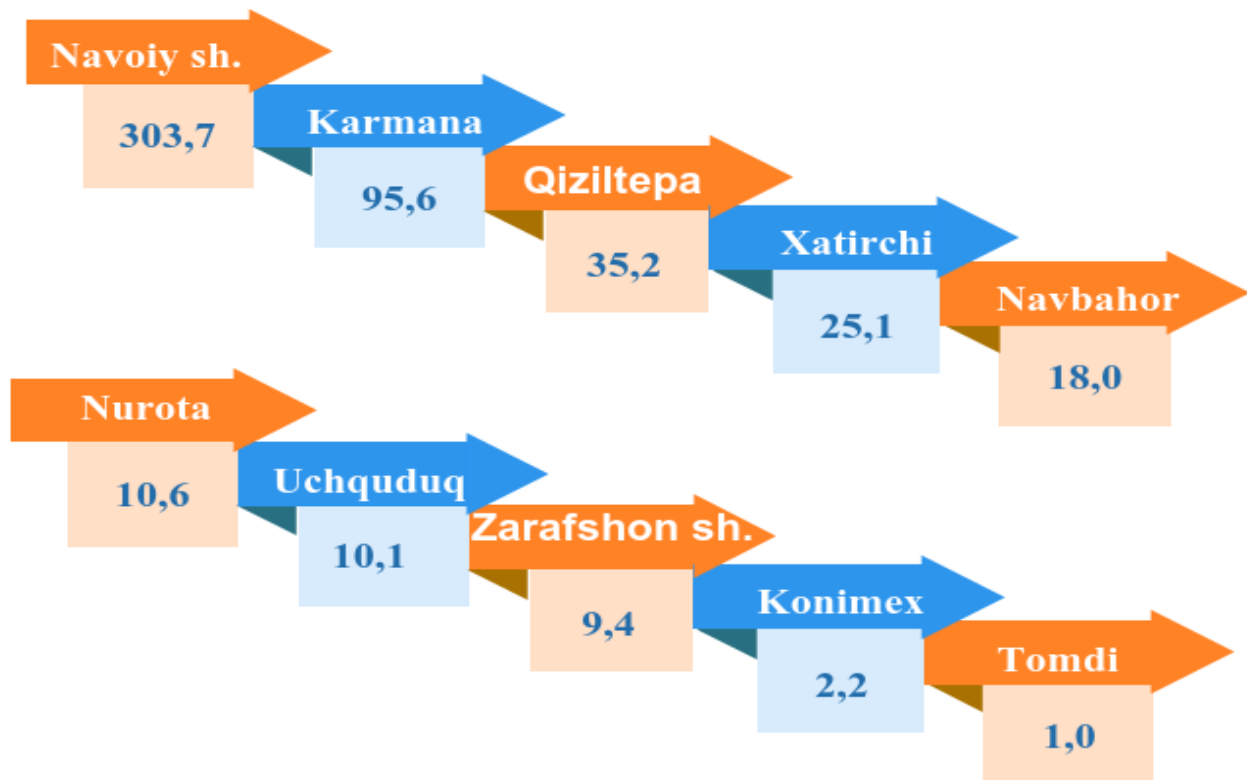 Navoiy sh.
303,7
Karmana
95,6
Qiziltepa
35,2
Xatirchi
25,1
Navbahor
18,0
Nurota
10,6
Uchquduq
10,1
Zarafshon sh.
9,4
Konimex
2,2
Tomdi
1,0